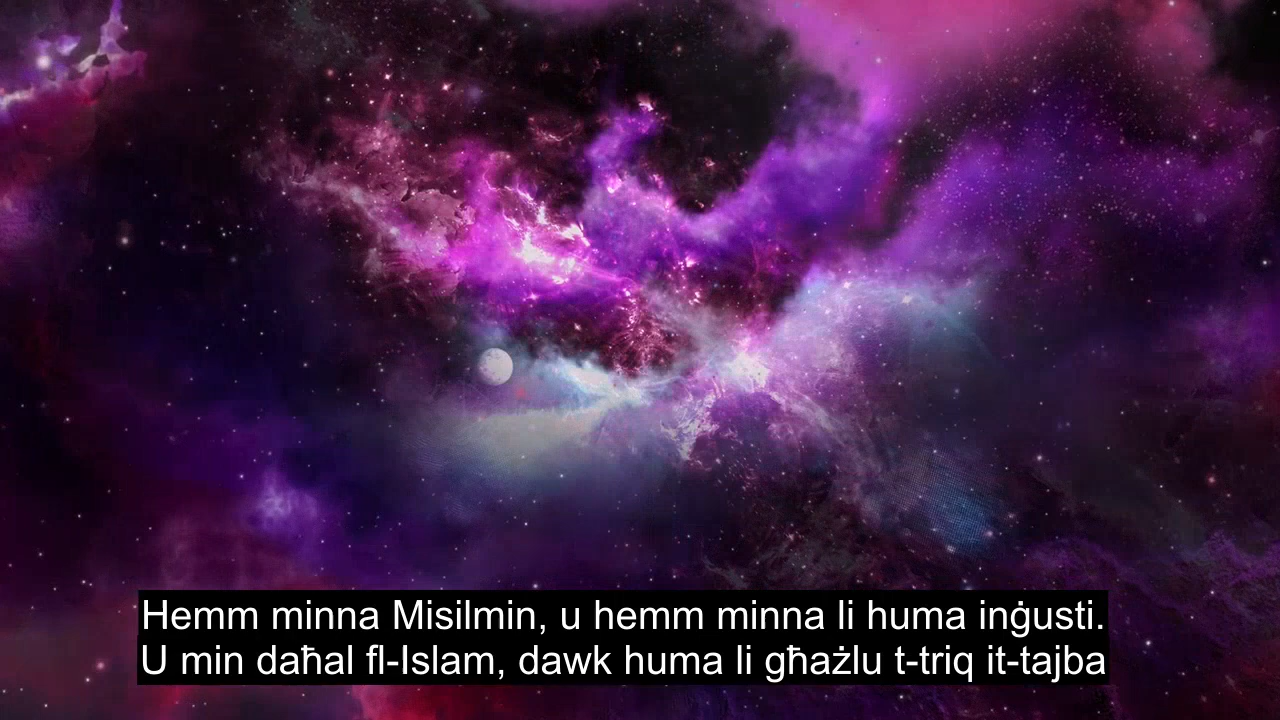 Hemm minna Misilmin, u hemm minna li huma inġusti.
U min daħal fl-Islam, dawk huma li għażlu t-triq it-tajba